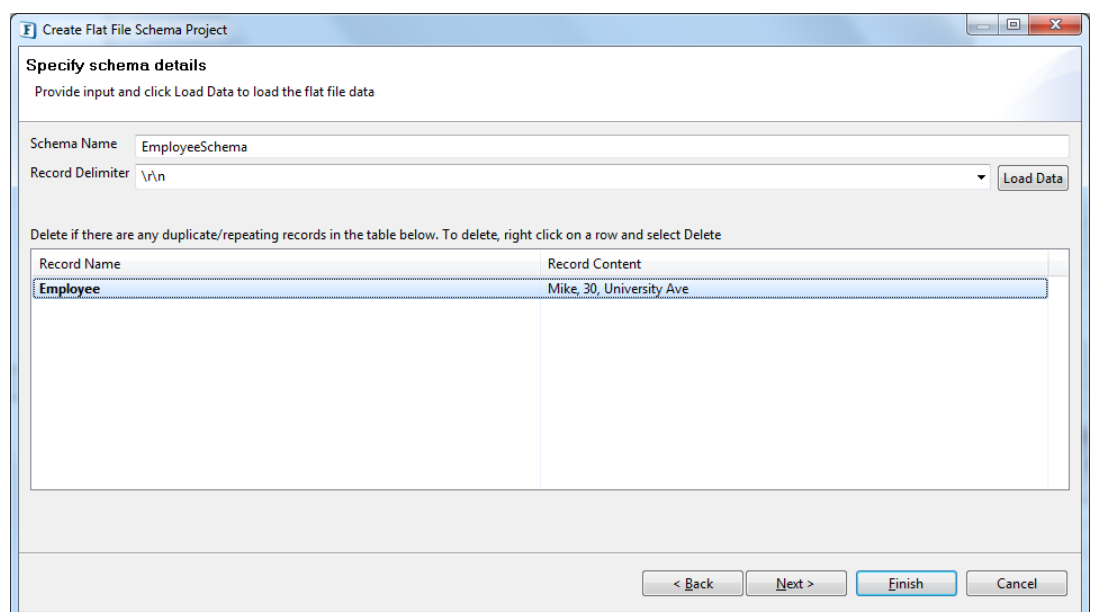 Create Flat File Schema Project
Specify schema details
Provide input and click Load Data to load the flat file data
Schema Name EmployeeSchema
Record Delimiter \r\n Load Data
Delete if there are any duplicate/repeating records in the table below. To delete, right click on a row and select Delete
Record Name Record Content
Employee Mike, 30, University Ave
< Back Next > Finish Cancel